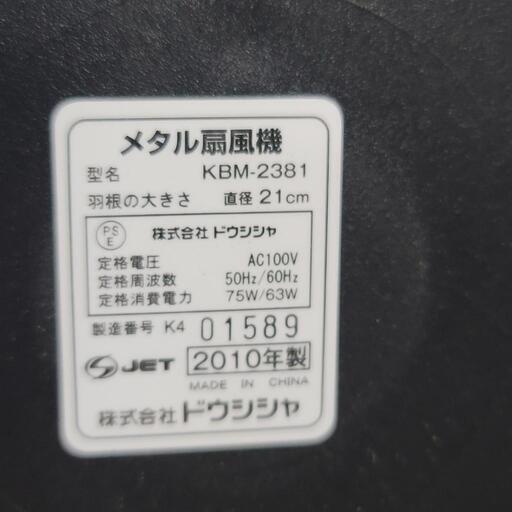 メタル扇風機
型名 KBM-2381
羽根の大きさ 直径 21cm
PS
E
株式会社 ドウシシャ
定格電圧 AC100V
定格周波数 50Hz/60Hz
定格消費電力 75W/63W
製造番号 K4 01589
JET 2010年製
MADE IN CHINA
株式会社 ドウシシャ